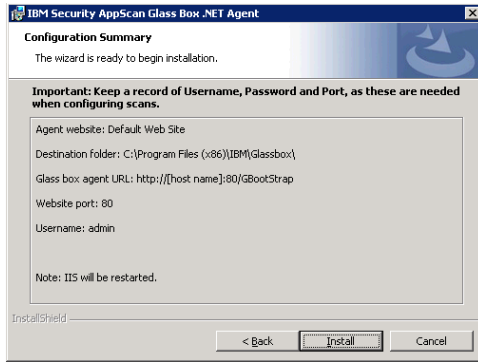 IBM Security AppScan Glass Box .NET Agent
Configuration Summary
The wizard is ready to begin installation.
Important: Keep a record of Username, Password and Port, as these are needed
when configuring scans.
Agent website: Default Web Site
Destination folder: C:\Program Files (x86)\IBM\Glassbox\
Glass box agent URL: http://[host name]:80/GBootStrap
Website port: 80
Username: admin
Note: IIS will be restarted.
InstallShield
< Back Install Cancel